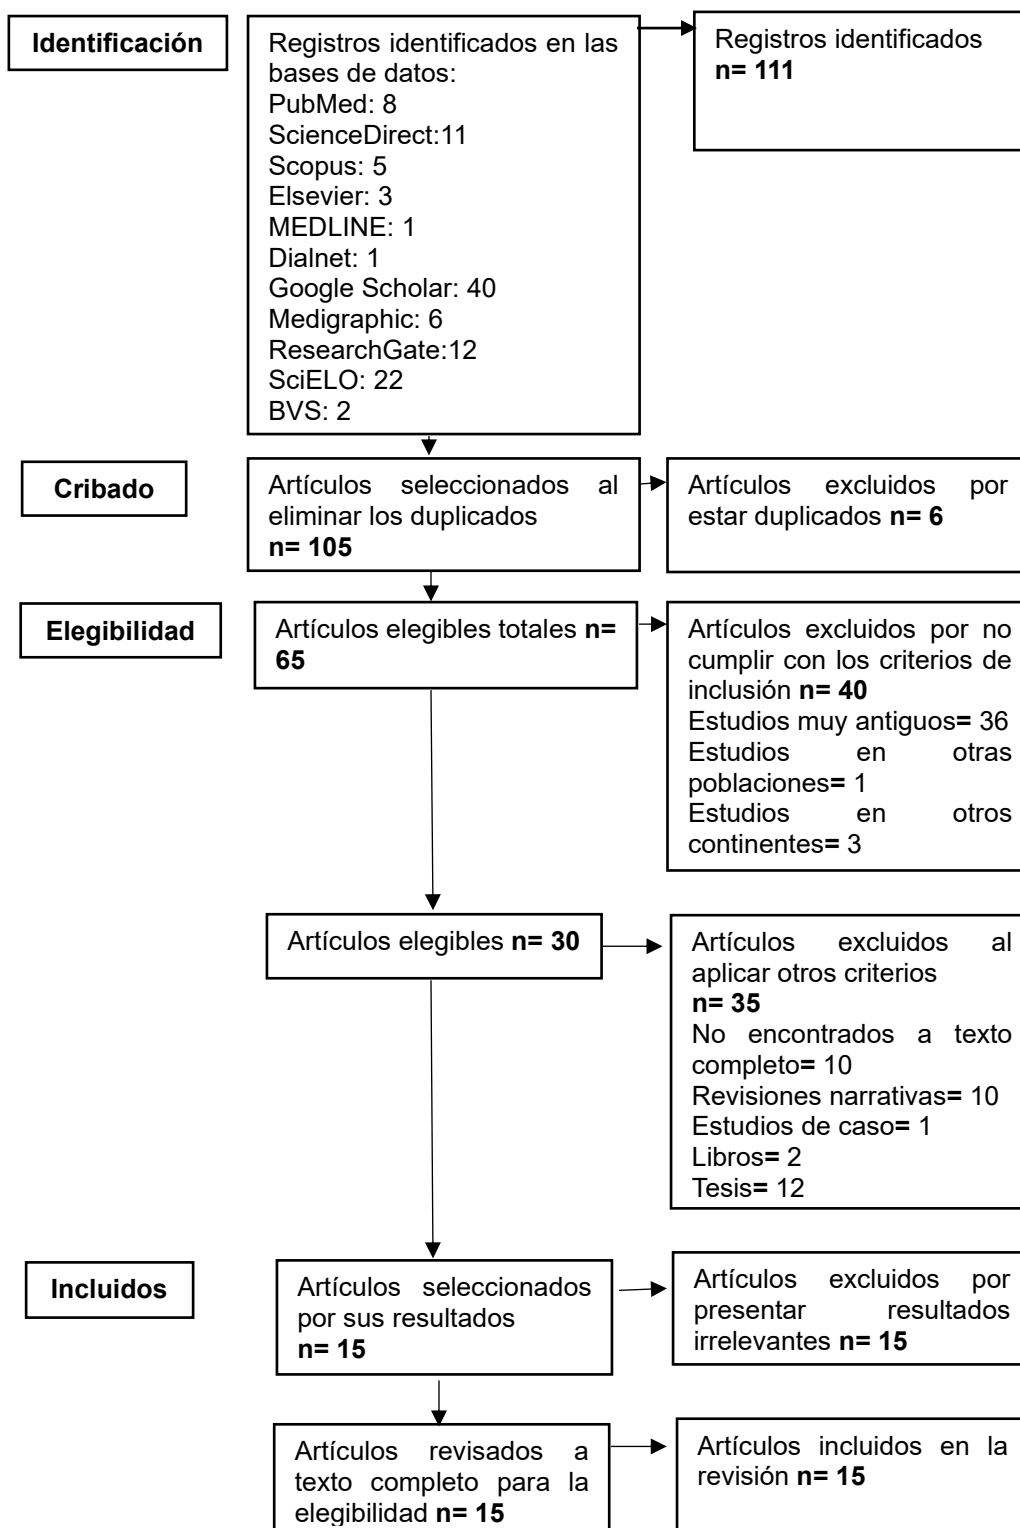 Identificación
Registros identificados en las
bases de datos:
PubMed: 8
ScienceDirect:11
Scopus: 5
Elsevier: 3
MEDLINE: 1
Dialnet: 1
Google Scholar: 40
Medigraphic: 6
ResearchGate:12
SciELO: 22
BVS: 2
Registros identificados
n= 111
Cribado
Artículos seleccionados al
eliminar los duplicados
n= 105
Artículos excluidos por
estar duplicados n= 6
Elegibilidad
Artículos elegibles totales n=
65
Artículos excluidos por no
cumplir con los criterios de
inclusión n= 40
Estudios muy antiguos= 36
Estudios en otras
poblaciones= 1
Estudios en otros
continentes= 3
Artículos elegibles n= 30
Artículos excluidos al
aplicar otros criterios
n= 35
No encontrados a texto
completo= 10
Revisiones narrativas= 10
Estudios de caso= 1
Libros= 2
Tesis= 12
Incluidos
Artículos seleccionados
por sus resultados
n= 15
Artículos excluidos por
presentar resultados
irrelevantes n= 15
Artículos revisados a
texto completo para la
elegibilidad n= 15
Artículos incluidos en la
revisión n= 15